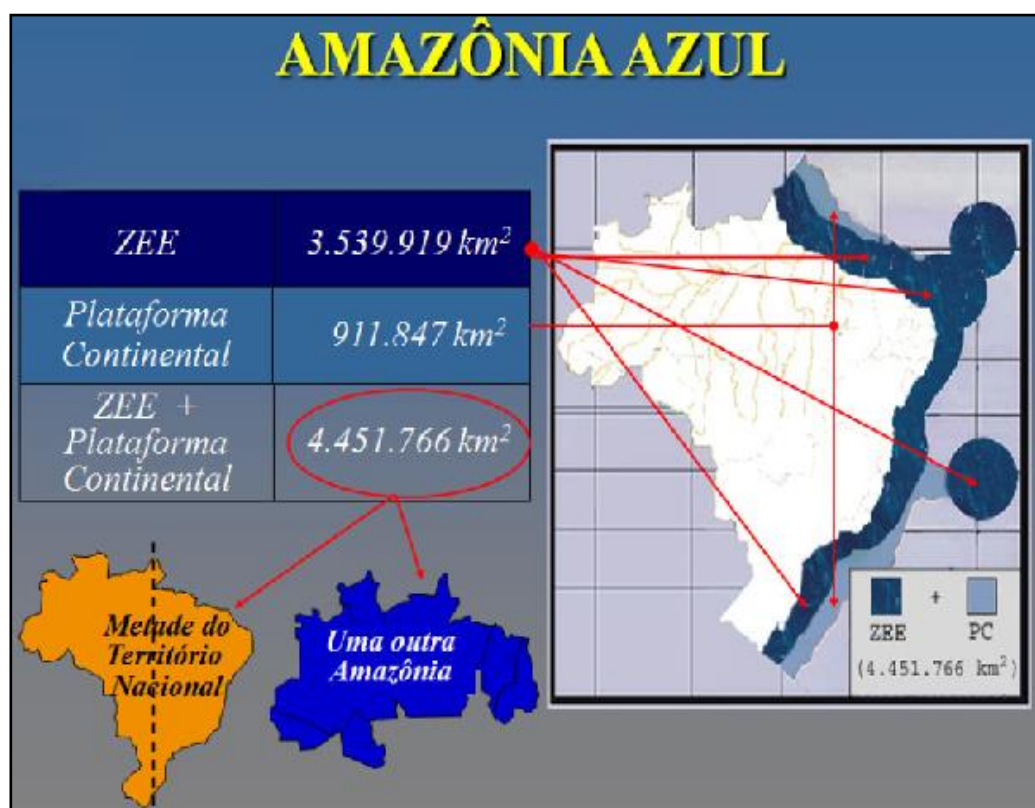 AMAZÔNIA AZUL
ZEE 3.539.919 km²
Plataforma
Continental
911.847 km²
ZEE +
Plataforma
Continental
4.451.766 km²
Metade do
Território
Nacional
Uma outra
Amazônia
ZEE + PC
(4.451.766 km²)